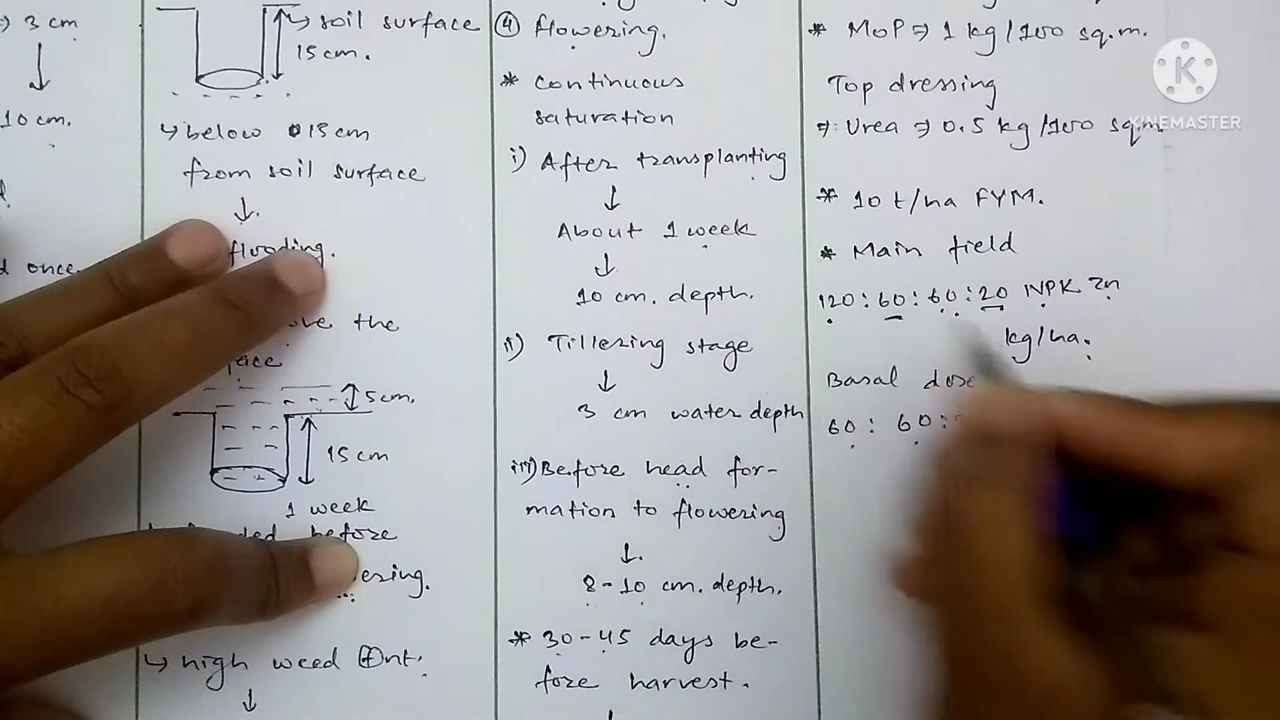 ⇒ 3 cm
↓
10 cm.
once
↳ soil surface
15 cm.
↳ below 15 cm
from soil surface
↓
flooding.
the
5 cm.
15 cm
1 week
before
↳ high weed
↓
④ flowering.
* continuous
saturation
i) After transplanting
↓
About 1 week
↓
10 cm. depth.
ii) Tillering stage
↓
3 cm water depth
iii) Before head for-
mation to flowering
↓
8-10 cm. depth.
* 30-45 days be-
fore harvest.
* MOP ⇒ 1 kg/100 sq.m.
Top dressing
⇒ Urea ⇒ 0.5 kg/100 sq.m
* 10 t/ha FYM.
* Main field
120:60:60:20 NPK Zn
kg/ha.
Basal dose
60: 60:
KINEMASTER